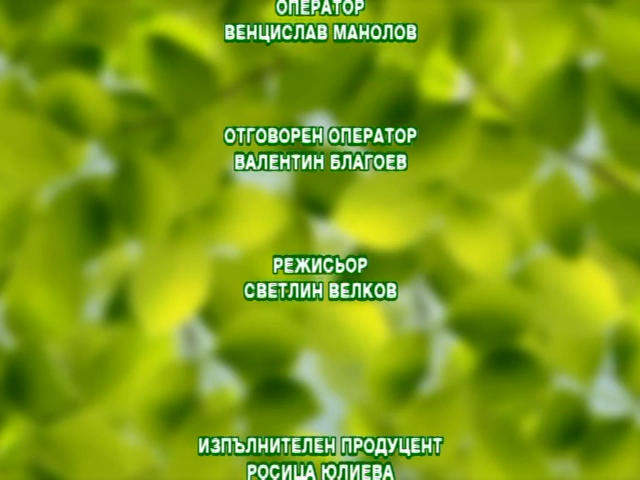 ОПЕРАТОР
ВЕНЦИСЛАВ МАНОЛОВ
ОТГОВОРЕН ОПЕРАТОР
ВАЛЕНТИН БЛАГОЕВ
РЕЖИСЬОР
СВЕТЛИН ВЕЛКОВ
ИЗПЪЛНИТЕЛЕН ПРОДУЦЕНТ
РОСИЦА ЮЛИЕВА